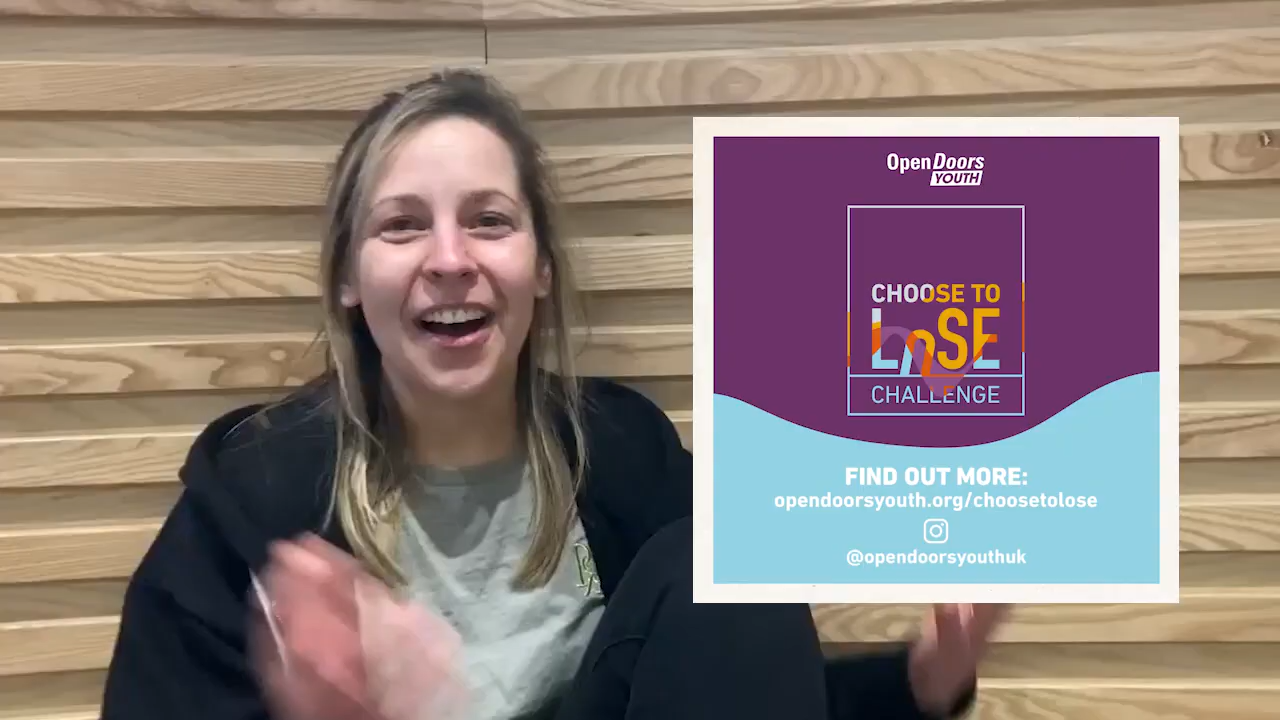 Open Doors
YOUTH
CHOOSE TO
LOSE
CHALLENGE
FIND OUT MORE:
opendoorsyouth.org/choosetolose
@opendoorsyouthuk